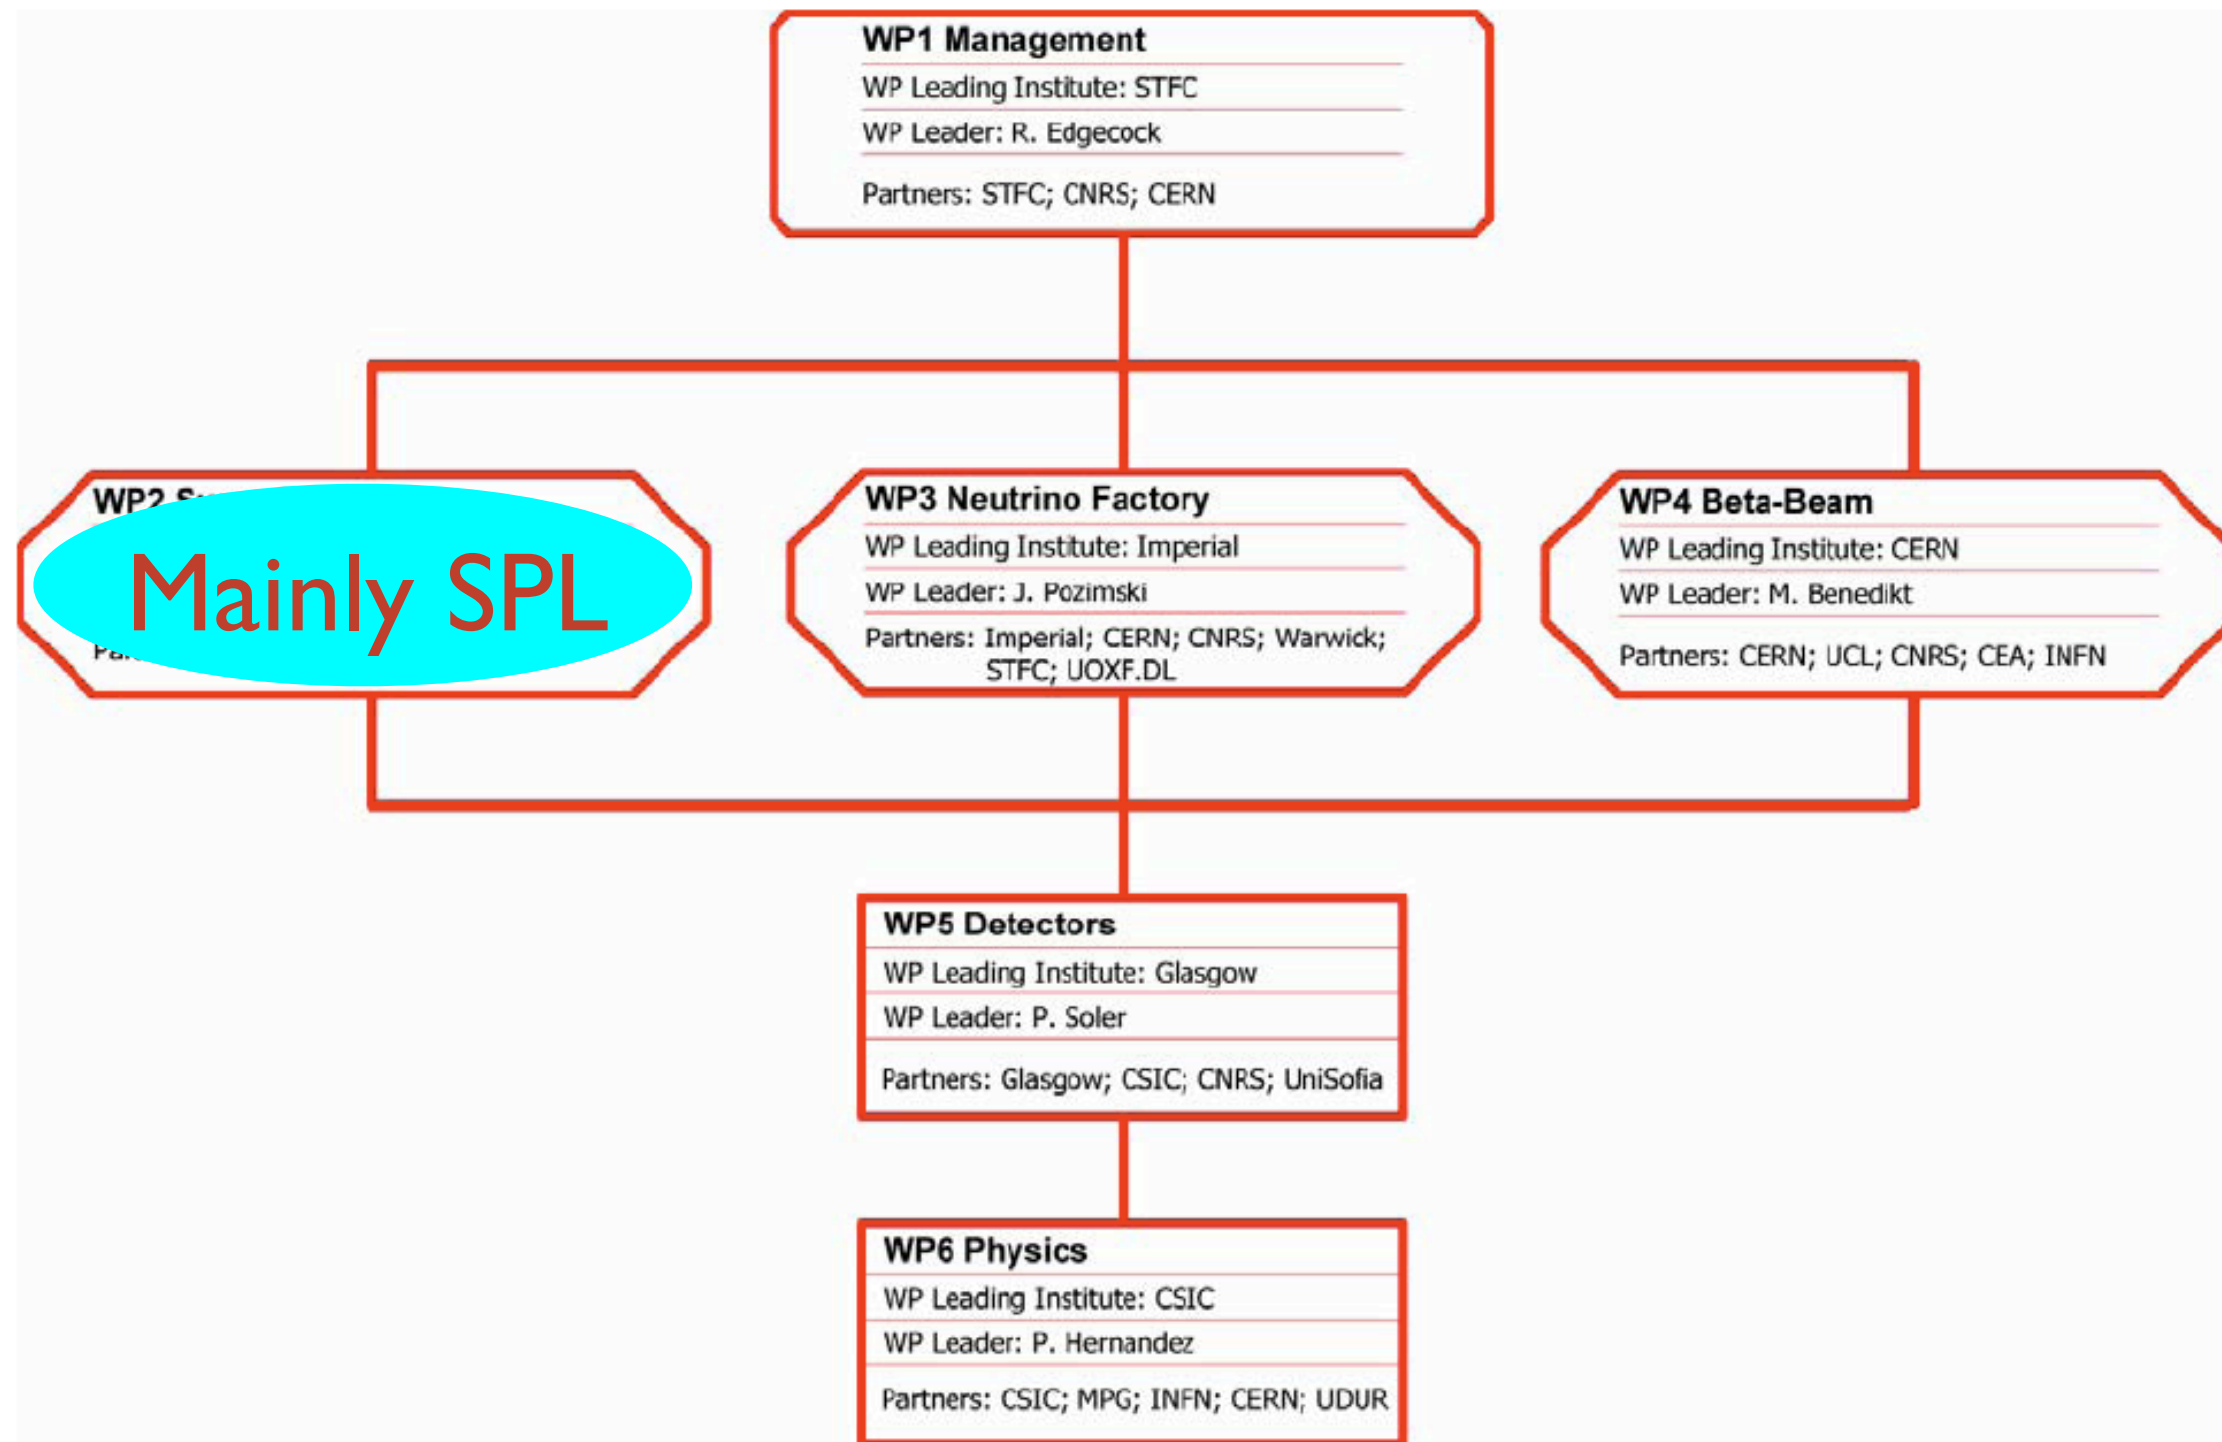 WP1 Management
WP Leading Institute: STFC
WP Leader: R. Edgecock
Partners: STFC; CNRS; CERN
WP2
Mainly SPL
WP3 Neutrino Factory
WP Leading Institute: Imperial
WP Leader: J. Pozimski
Partners: Imperial; CERN; CNRS; Warwick;
STFC; UOXF.DL
WP4 Beta-Beam
WP Leading Institute: CERN
WP Leader: M. Benedikt
Partners: CERN; UCL; CNRS; CEA; INFN
WP5 Detectors
WP Leading Institute: Glasgow
WP Leader: P. Soler
Partners: Glasgow; CSIC; CNRS; UniSofia
WP6 Physics
WP Leading Institute: CSIC
WP Leader: P. Hernandez
Partners: CSIC; MPG; INFN; CERN; UDUR